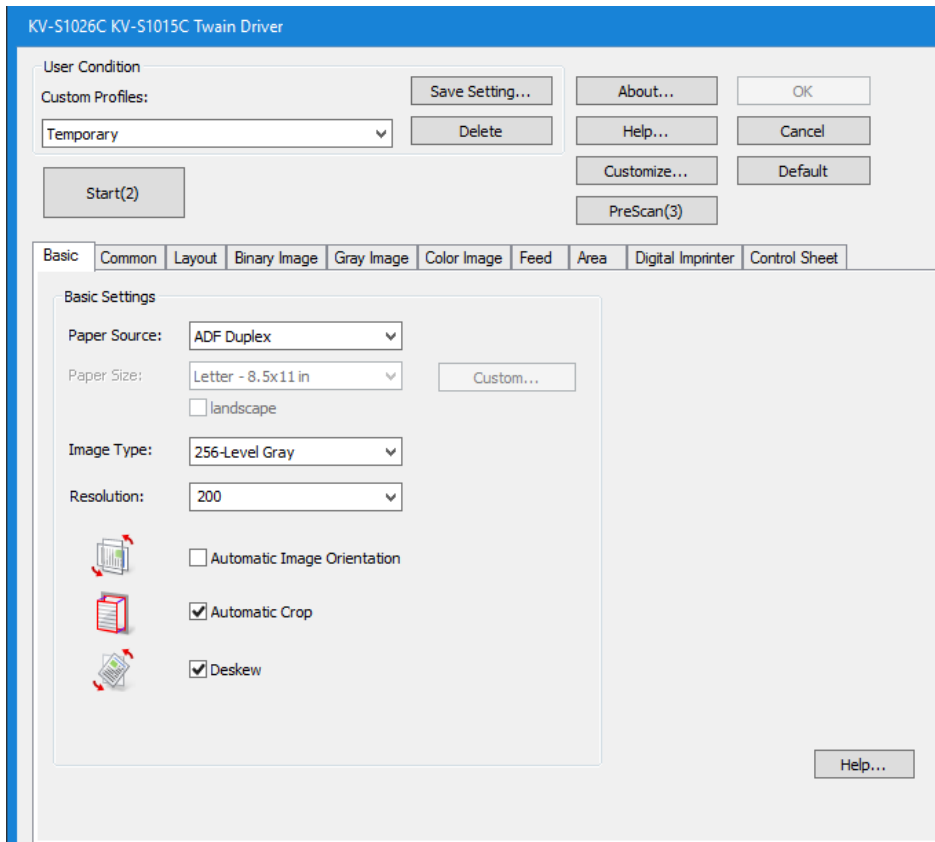 KV-S1026C KV-S1015C Twain Driver
User Condition
Custom Profiles:
Temporary
Save Setting...
Delete
About...
OK
Help...
Cancel
Customize...
Default
PreScan(3)
Start(2)
Basic Common Layout Binary Image Gray Image Color Image Feed Area Digital Imprinter Control Sheet
Basic Settings
Paper Source: ADF Duplex
Paper Size: Letter - 8.5x11 in Custom...
landscape
Image Type: 256-Level Gray
Resolution: 200
Automatic Image Orientation
Automatic Crop
Deskew
Help...